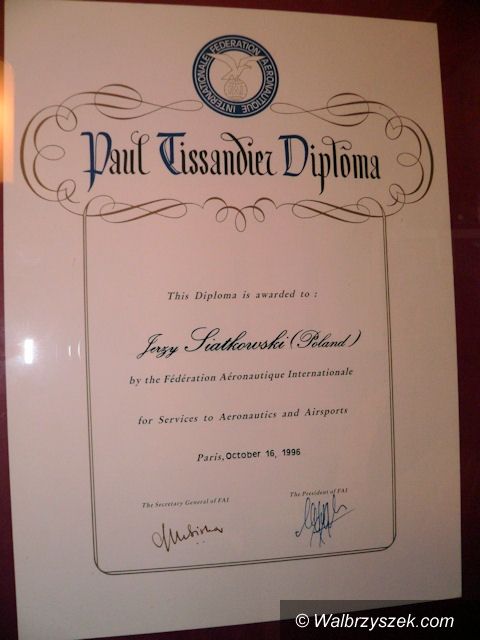 FÉDÉRATION AÉRONAUTIQUE INTERNATIONALE
Paul Tissandier Diploma
This Diploma is awarded to :
Jerzy Siatkowski (Poland)
by the Fédération Aéronautique Internationale
for Services to Aeronautics and Airsports
Paris, October 16, 1996
The Secretary General of FAI
The President of FAI
© Walbrzyszek.com